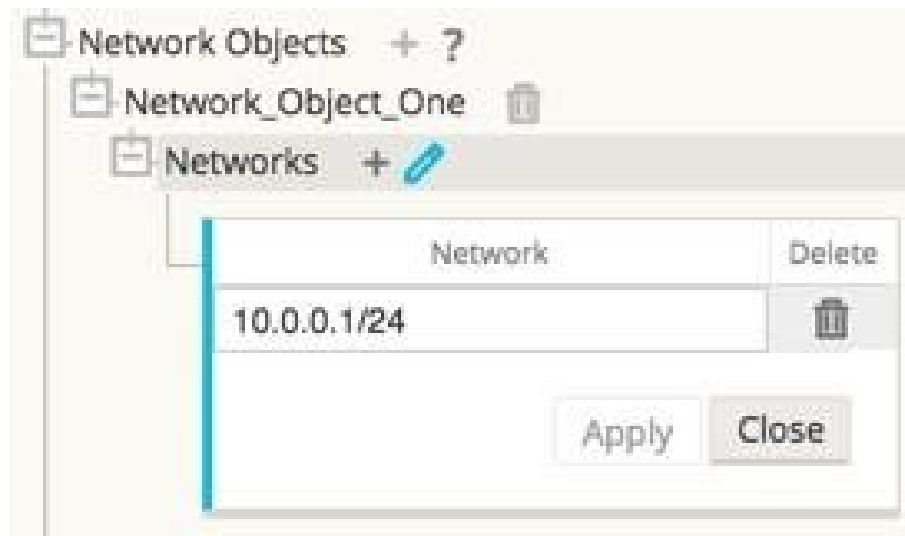 Network Objects + ?
Network_Object_One
Networks +
Network Delete
10.0.0.1/24
Apply Close